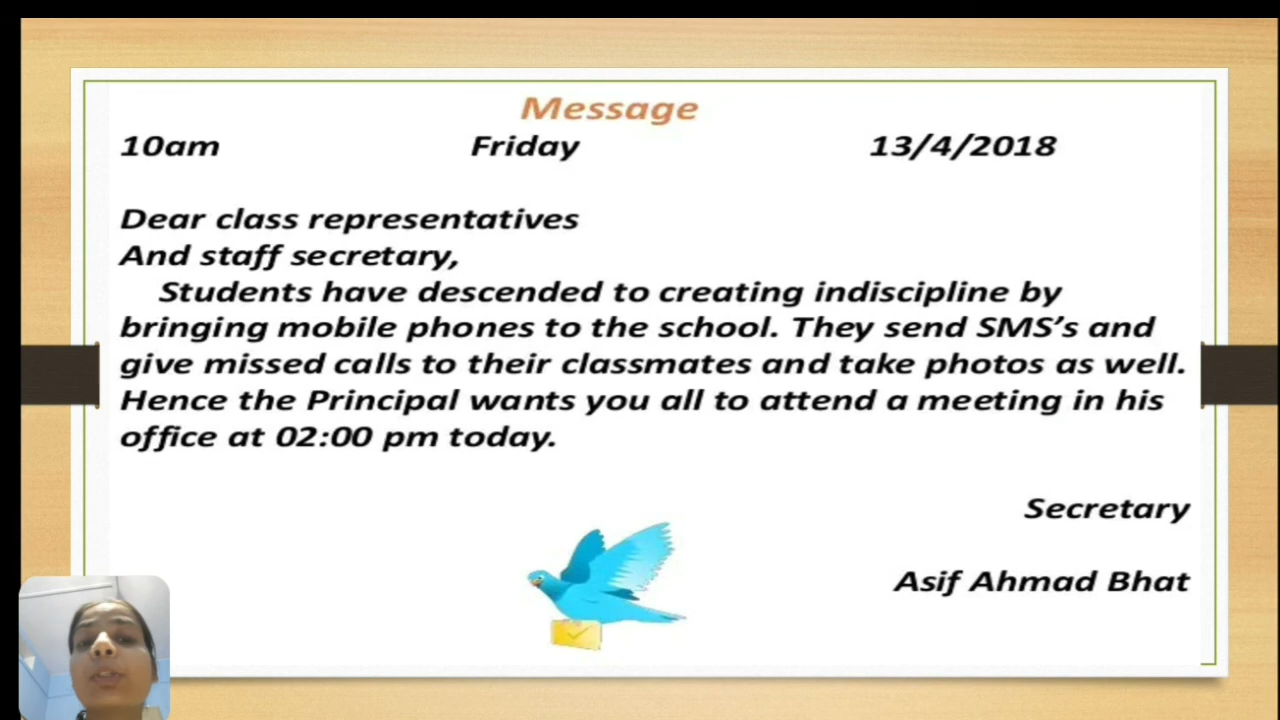 Message
10am Friday 13/4/2018
Dear class representatives
And staff secretary,
Students have descended to creating indiscipline by
bringing mobile phones to the school. They send SMS’s and
give missed calls to their classmates and take photos as well.
Hence the Principal wants you all to attend a meeting in his
office at 02:00 pm today.
Secretary
Asif Ahmad Bhat